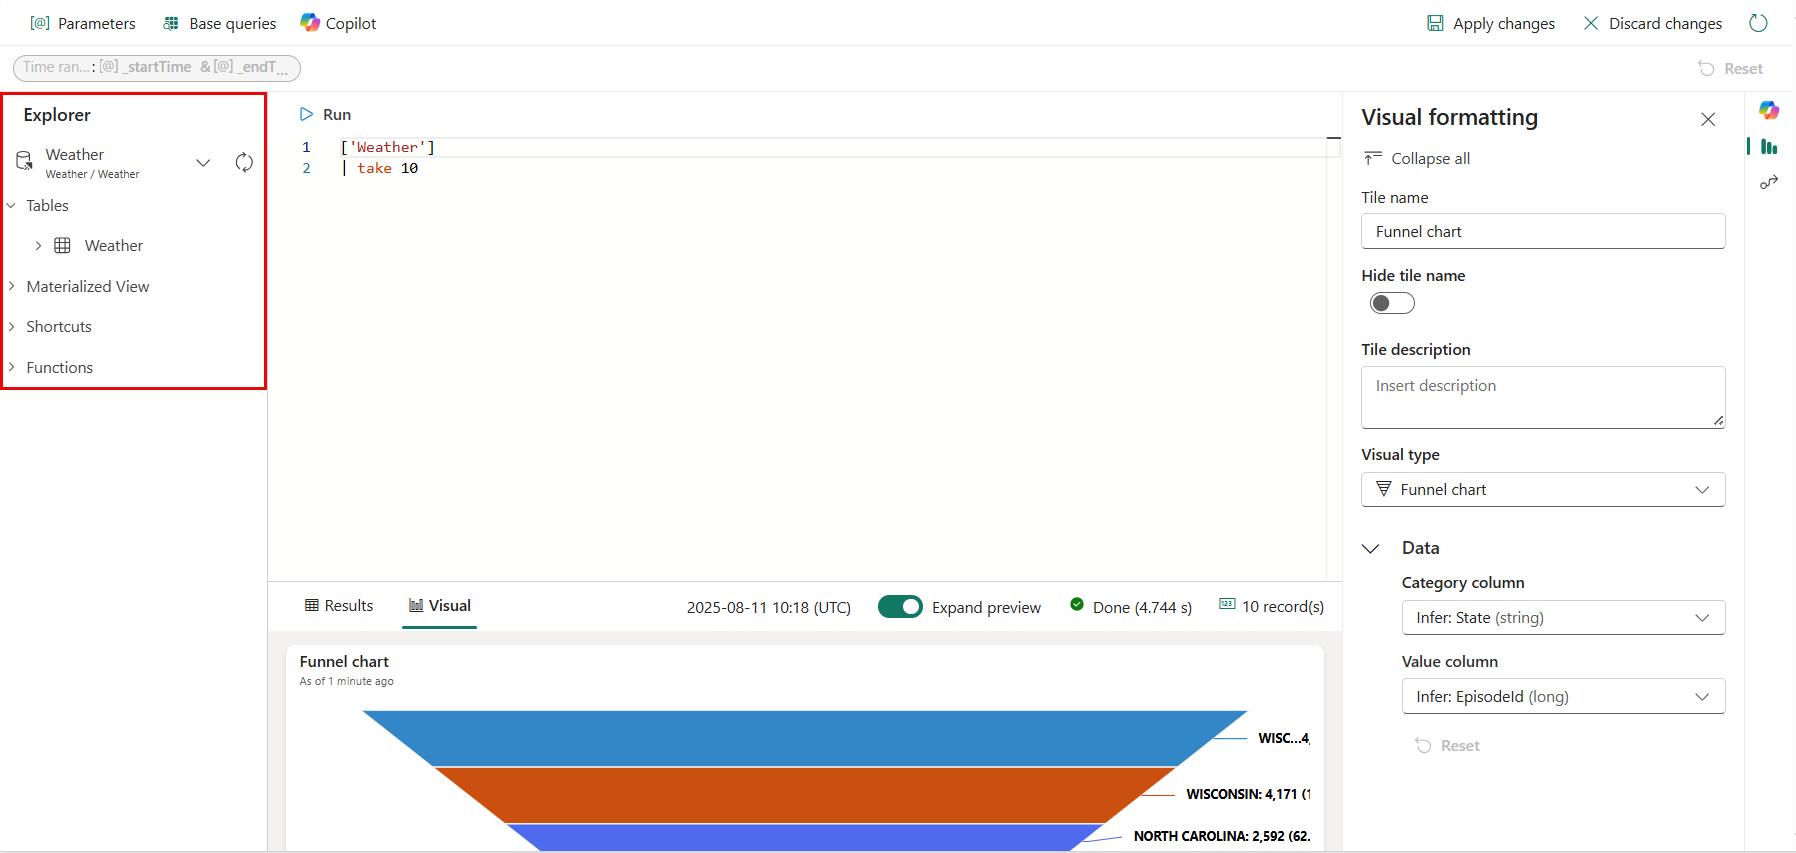 Parameters
Base queries
Copilot
Apply changes
Discard changes
Time ran...: [@] _startTime & [@] _endT...
Reset
Explorer
Weather
Weather / Weather
Tables
Weather
Materialized View
Shortcuts
Functions
Run
1 ['Weather']
2 | take 10
Results
Visual
2025-08-11 10:18 (UTC)
Expand preview
Done (4.744 s)
10 record(s)
Funnel chart
As of 1 minute ago
WISC...4,
WISCONSIN: 4,171 (1
NORTH CAROLINA: 2,592 (62.
Visual formatting
Collapse all
Tile name
Funnel chart
Hide tile name
Tile description
Insert description
Visual type
Funnel chart
Data
Category column
Infer: State (string)
Value column
Infer: EpisodeId (long)
Reset